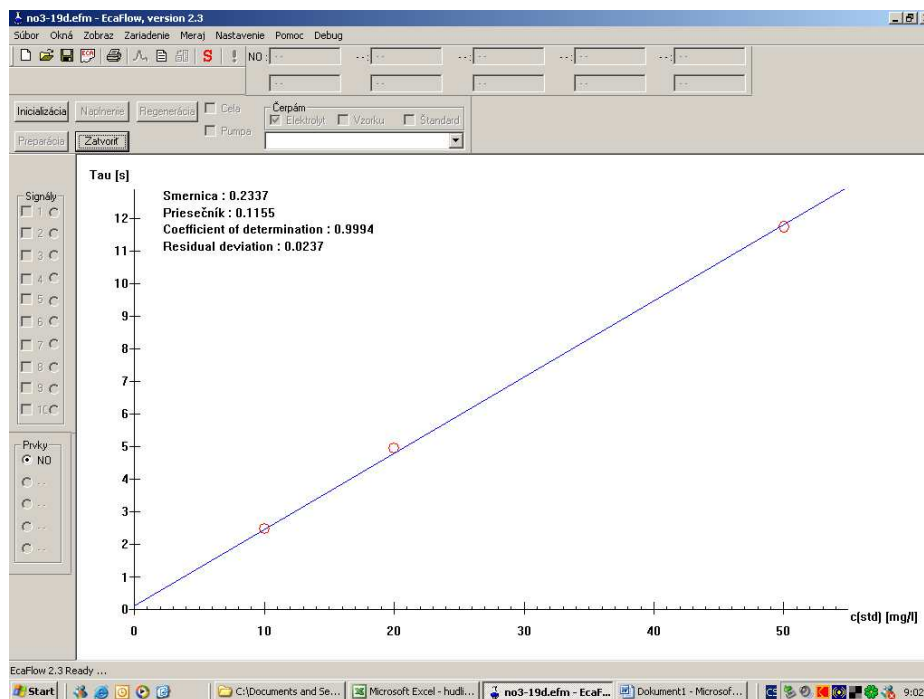 no3-19d.efm - EcaFlow, version 2.3
Súbor Okná Zobraz Zariadenie Meraj Nastavenie Pomoc Debug
ECA S ! NO : -- --: -- --: -- --: -- --: --
-- -- -- -- --
Inicializácia Naplnenie Regenerácia Cela Čerpám
Elektrolyt Vzorku Štandard
Preparácia Zatvoriť Pumpa
Tau [s]
Signály
1
2
3
4
5
6
7
8
9
10
Prvky
NO
--
--
--
--
Smernica : 0.2337
Priesečník : 0.1155
Coefficient of determination : 0.9994
Residual deviation : 0.0237
12
11
10
9
8
7
6
5
4
3
2
1
0
0 10 20 30 40 50
c(std) [mg/l]
EcaFlow 2.3 Ready ...
Start C:\Documents and Se... Microsoft Excel - hudli... no3-19d.efm - EcaF... Dokument1 - Microsof... CS 9:02